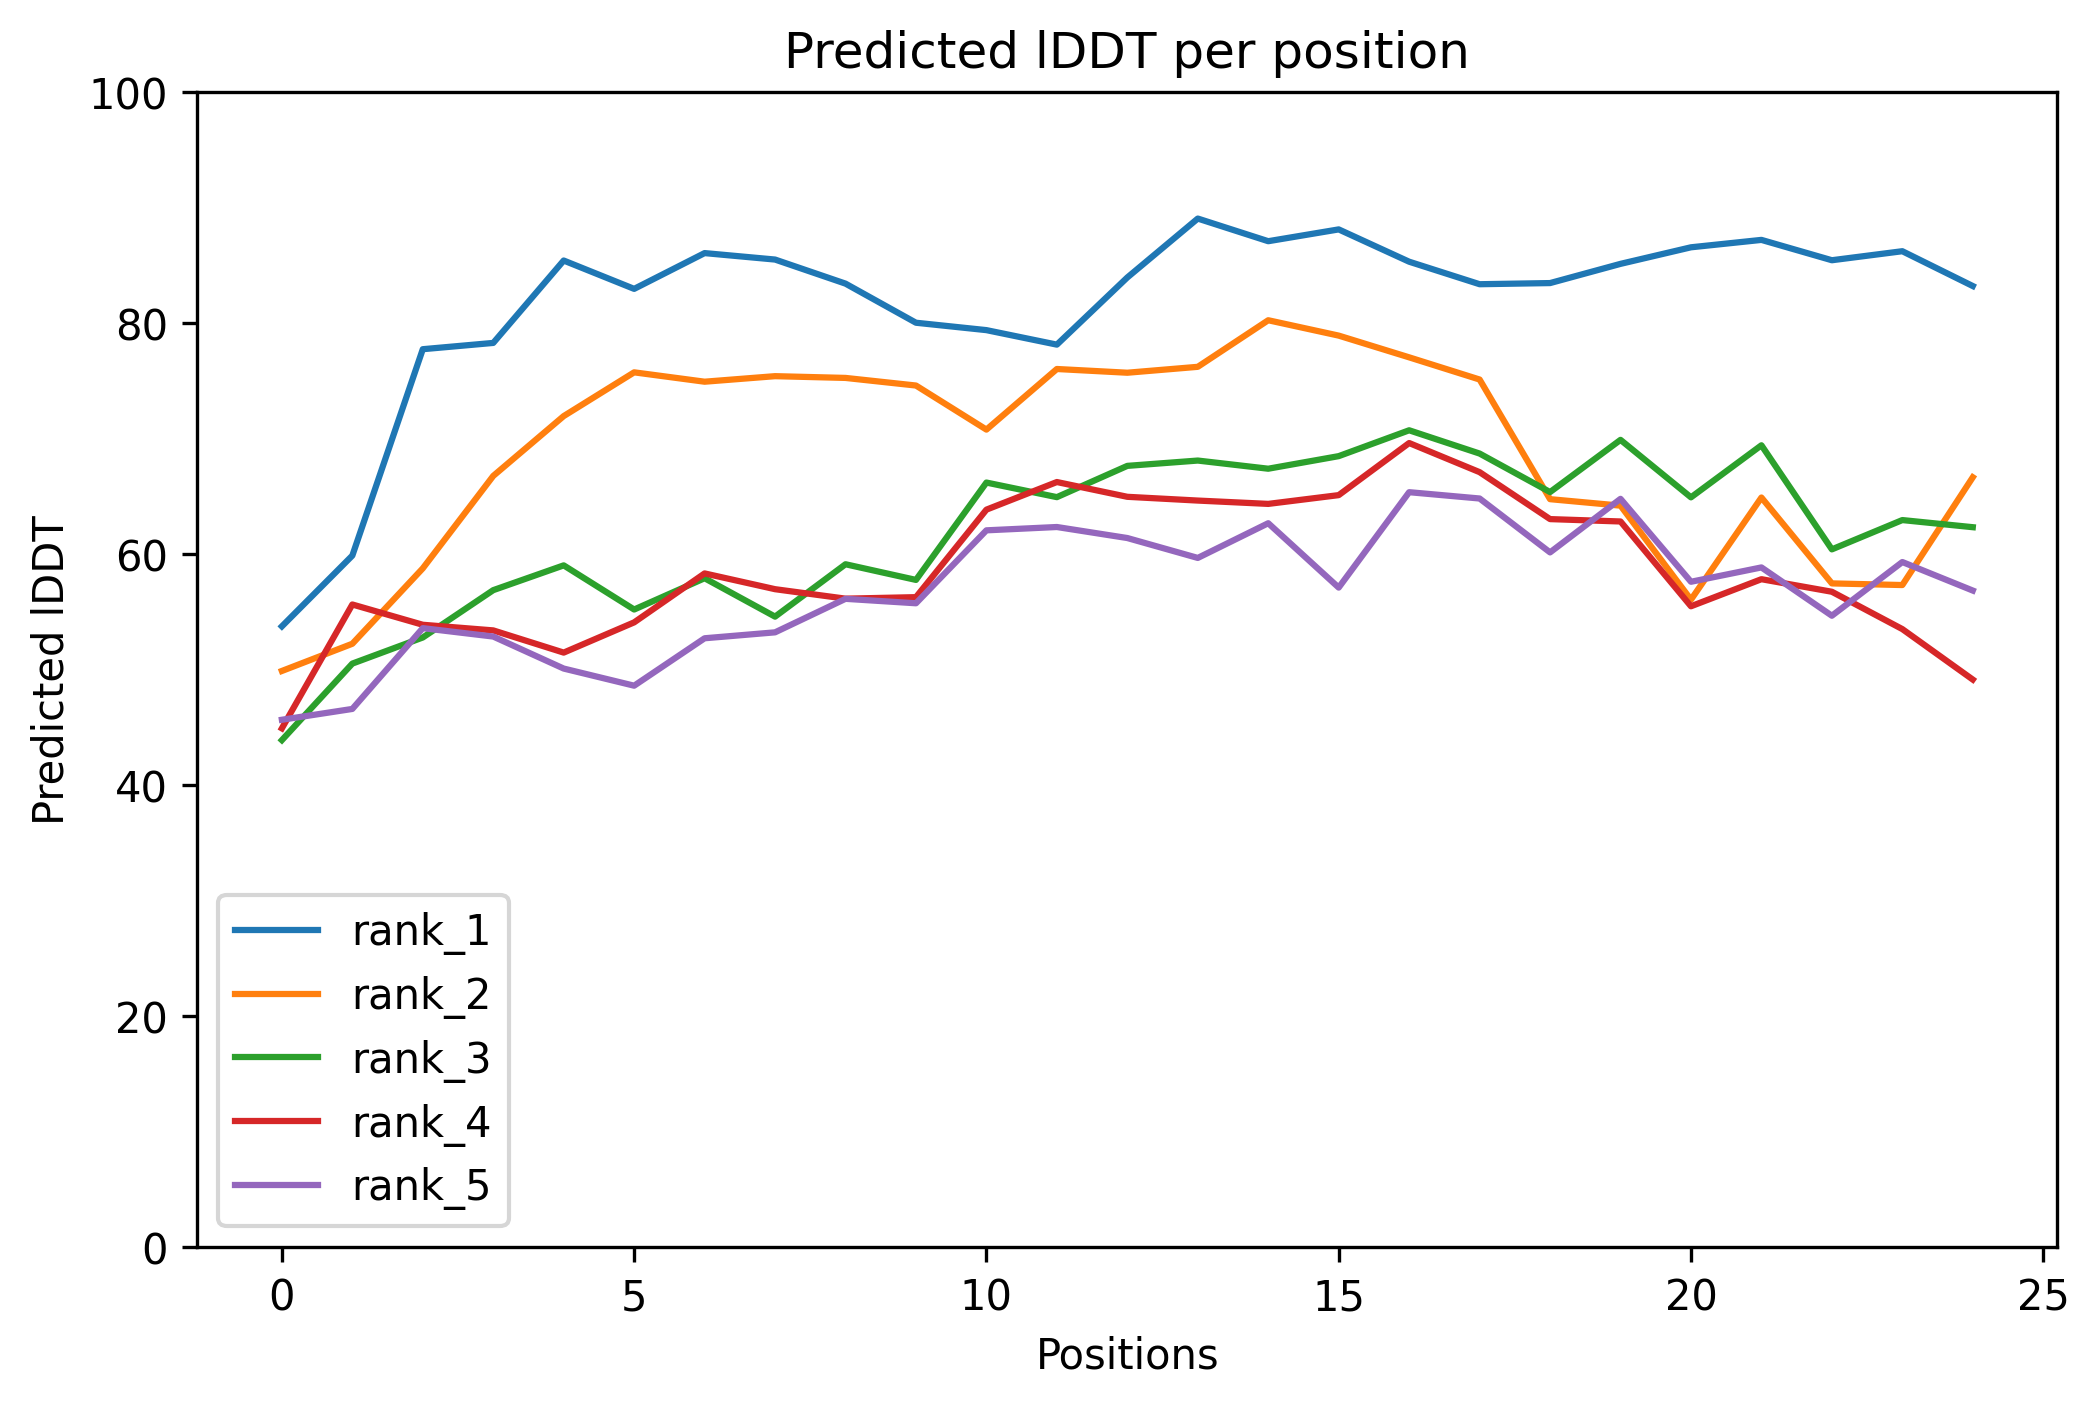 Predicted lDDT per position
100
80
60
40
20
0
Predicted lDDT
rank_1
rank_2
rank_3
rank_4
rank_5
0 5 10 15 20 25
Positions